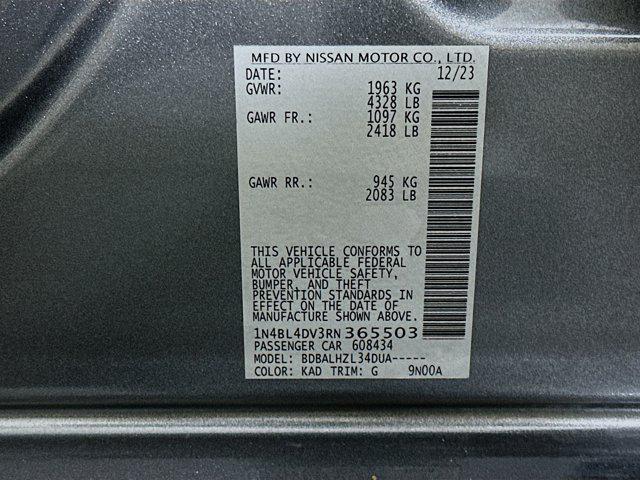 MFD BY NISSAN MOTOR CO., LTD.
DATE: 12/23
GVWR: 1963 KG
4328 LB
GAWR FR.: 1097 KG
2418 LB
GAWR RR.: 945 KG
2083 LB
THIS VEHICLE CONFORMS TO
ALL APPLICABLE FEDERAL
MOTOR VEHICLE SAFETY,
BUMPER, AND THEFT
PREVENTION STANDARDS IN
EFFECT ON THE DATE OF
MANUFACTURE SHOWN ABOVE.
1N4BL4DV3RN365503
PASSENGER CAR 608434
MODEL: BDBALHZL34DUA-----
COLOR: KAD TRIM: G 9N00A